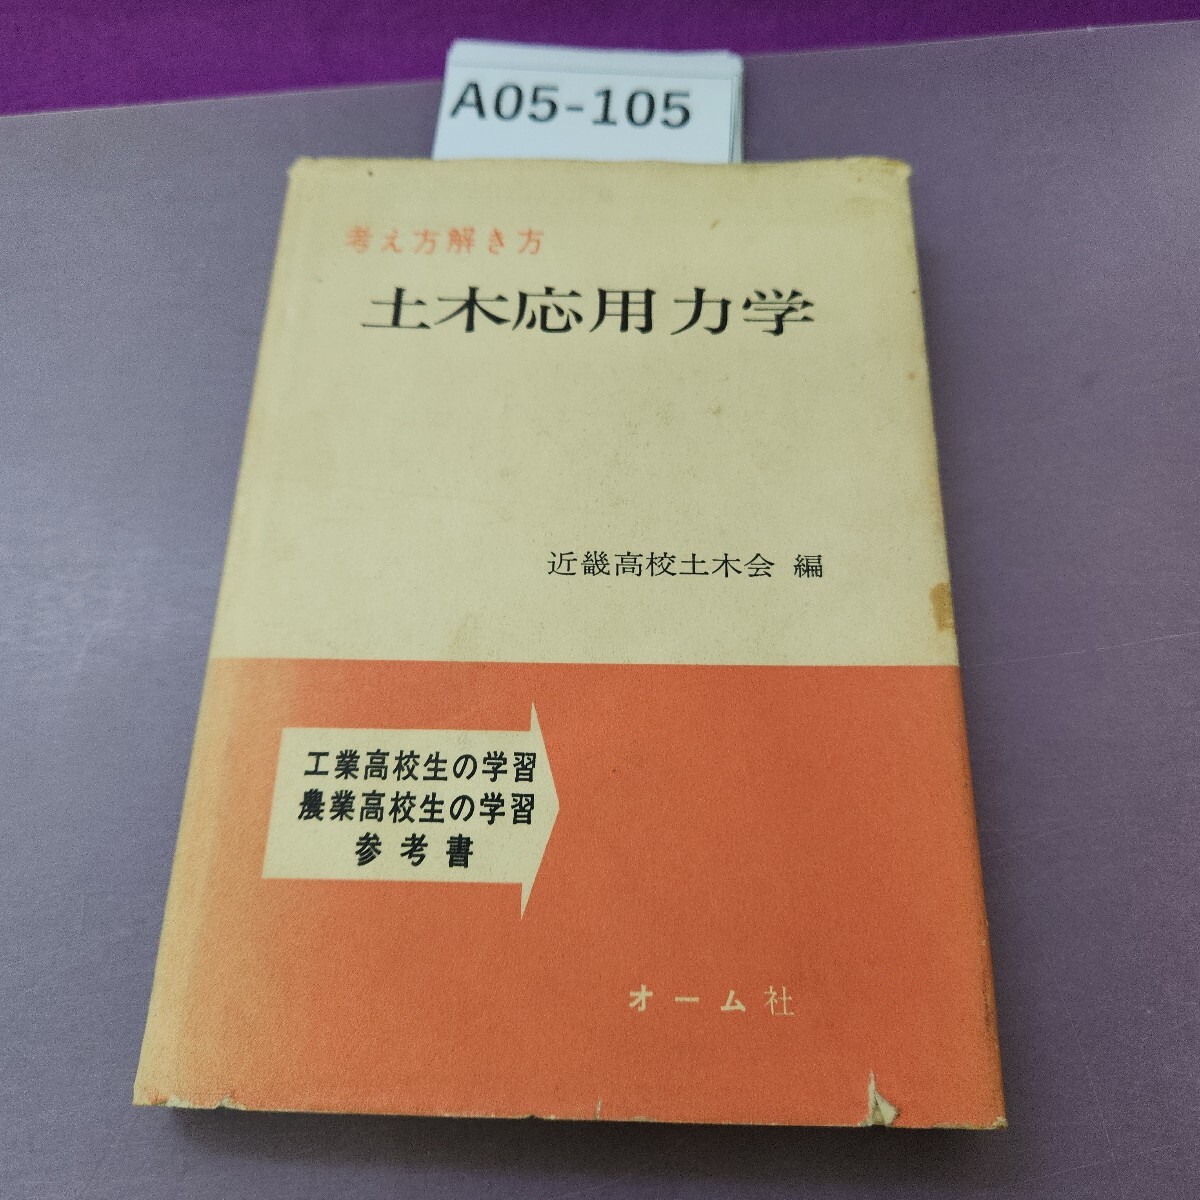 A05-105
考え方解き方
土木応用力学
近畿高校土木会 編
工業高校生の学習
農業高校生の学習
参考書
オーム社